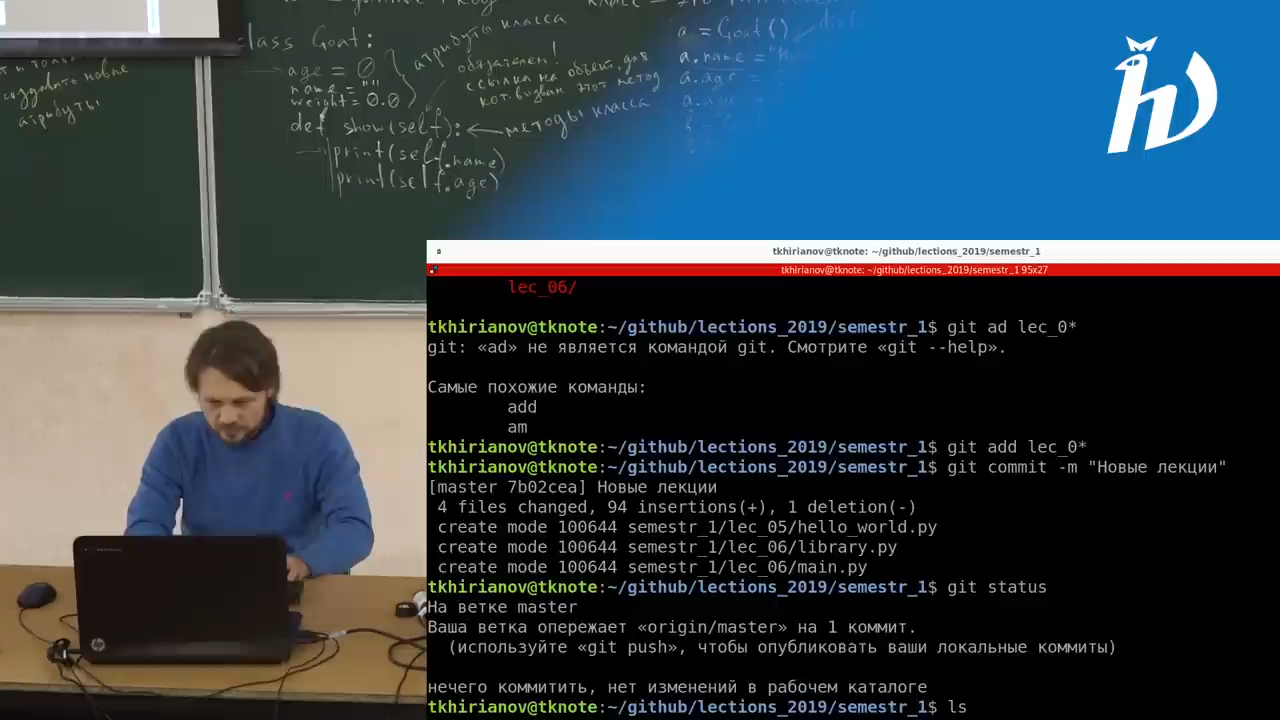 class Goat:
age = 0
name = ""
weight = 0.0
def show(self):
print(self.name)
print(self.age)
атрибуты класса
обязателен!
ссылка на объект, для
кот. вызван этот метод
методы класса
создавать новые
атрибуты
a = Goat()
a.name =
a.age
tkhirianov@tknote: ~/github/lections_2019/semestr_1
tkhirianov@tknote: ~/github/lections_2019/semestr_1 95x27
lec_06/
tkhirianov@tknote:~/github/lections_2019/semestr_1$ git ad lec_0*
git: «ad» не является командой git. Смотрите «git --help».
Самые похожие команды:
add
am
tkhirianov@tknote:~/github/lections_2019/semestr_1$ git add lec_0*
tkhirianov@tknote:~/github/lections_2019/semestr_1$ git commit -m "Новые лекции"
[master 7b02cea] Новые лекции
4 files changed, 94 insertions(+), 1 deletion(-)
create mode 100644 semestr_1/lec_05/hello_world.py
create mode 100644 semestr_1/lec_06/library.py
create mode 100644 semestr_1/lec_06/main.py
tkhirianov@tknote:~/github/lections_2019/semestr_1$ git status
На ветке master
Ваша ветка опережает «origin/master» на 1 коммит.
(используйте «git push», чтобы опубликовать ваши локальные коммиты)
нечего коммитить, нет изменений в рабочем каталоге
tkhirianov@tknote:~/github/lections_2019/semestr_1$ ls